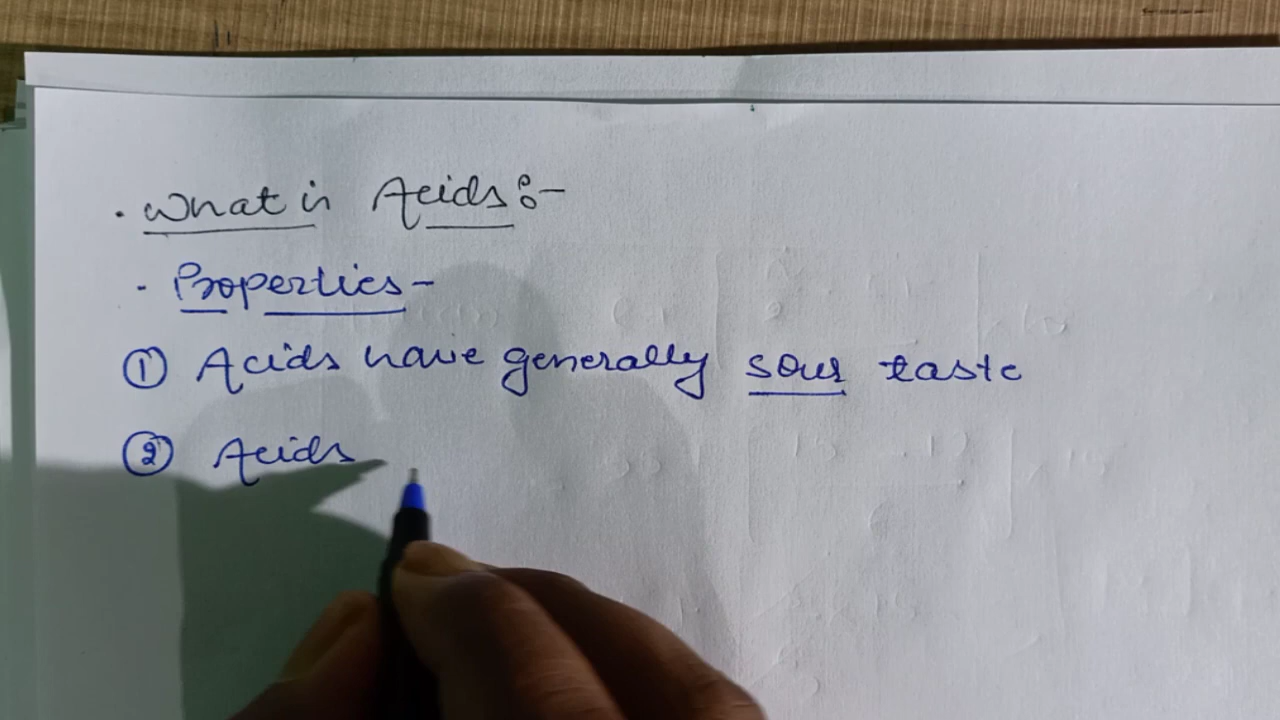 . What is Acids :-
· Properties -
① Acids have generally sour taste
② Acids